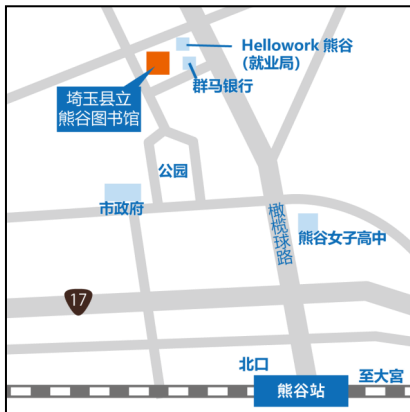 Hellowork 熊谷
(就业局)
群马银行
埼玉县立
熊谷图书馆
公园
市政府
橄榄球路
熊谷女子高中
17
北口
至大宫
熊谷站